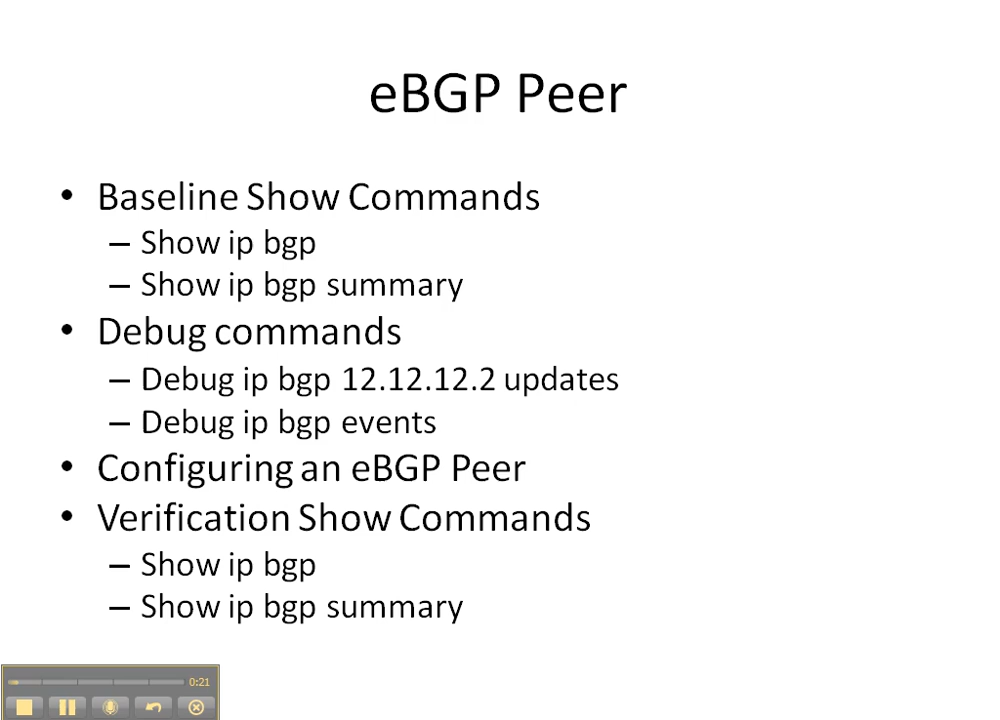 eBGP Peer
• Baseline Show Commands
– Show ip bgp
– Show ip bgp summary
• Debug commands
– Debug ip bgp 12.12.12.2 updates
– Debug ip bgp events
• Configuring an eBGP Peer
• Verification Show Commands
– Show ip bgp
– Show ip bgp summary
0:21